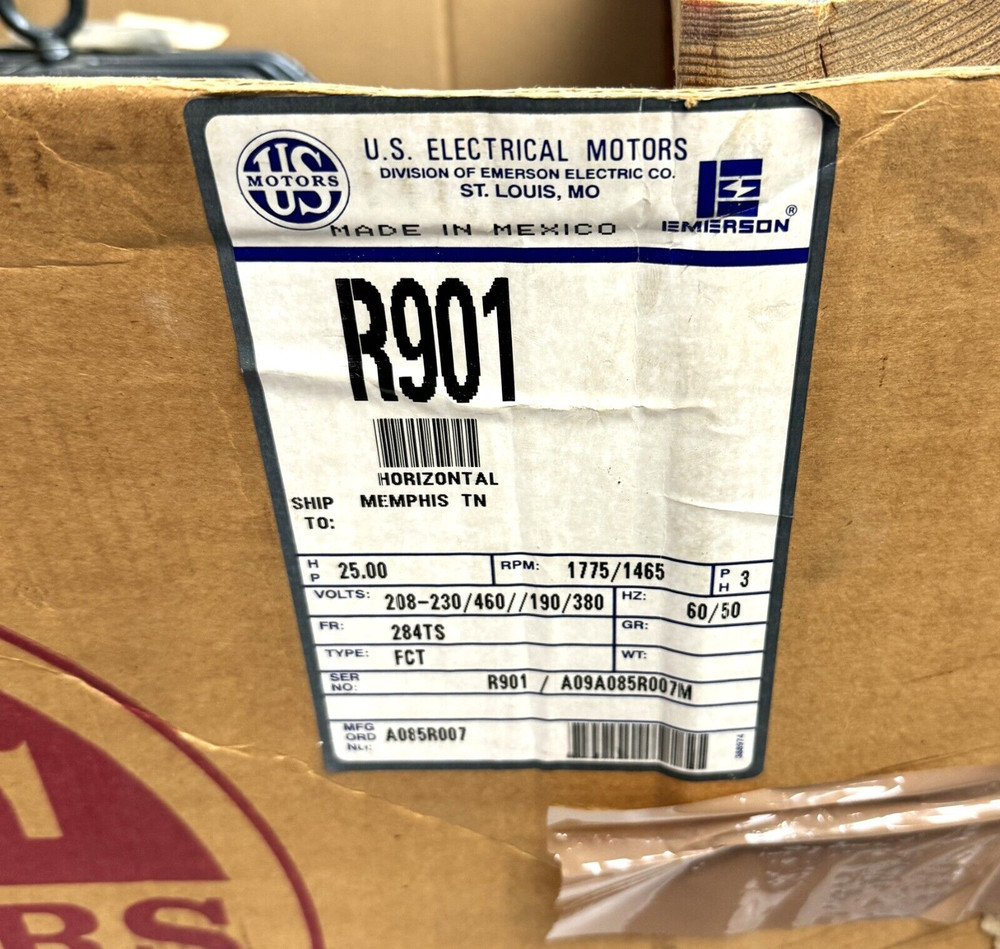 US
MOTORS
U.S. ELECTRICAL MOTORS
DIVISION OF EMERSON ELECTRIC CO.
ST. LOUIS, MO
EMERSON®
MADE IN MEXICO
R901
HORIZONTAL
SHIP TO: MEMPHIS TN
HP 25.00 RPM: 1775/1465 PH 3
VOLTS: 208-230/460//190/380 HZ: 60/50
FR: 284TS GR:
TYPE: FCT WT:
SER NO: R901 / A09A085R007M
MFG ORD NO: A085R007